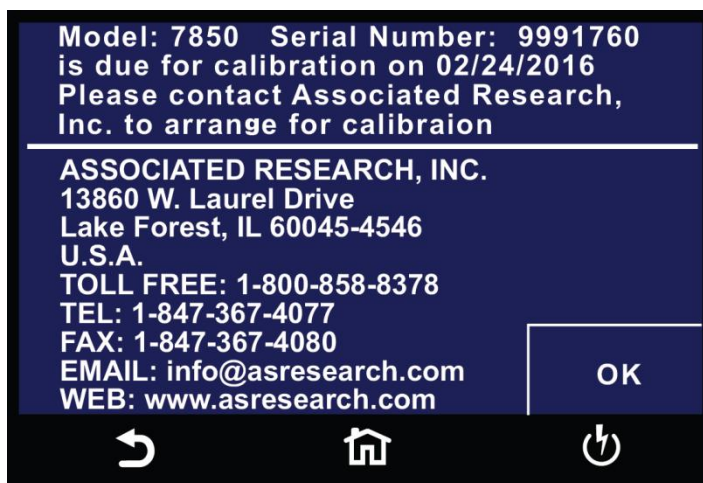 Model: 7850 Serial Number: 9991760
is due for calibration on 02/24/2016
Please contact Associated Research,
Inc. to arrange for calibraion
ASSOCIATED RESEARCH, INC.
13860 W. Laurel Drive
Lake Forest, IL 60045-4546
U.S.A.
TOLL FREE: 1-800-858-8378
TEL: 1-847-367-4077
FAX: 1-847-367-4080
EMAIL: info@asresearch.com
WEB: www.asresearch.com
OK